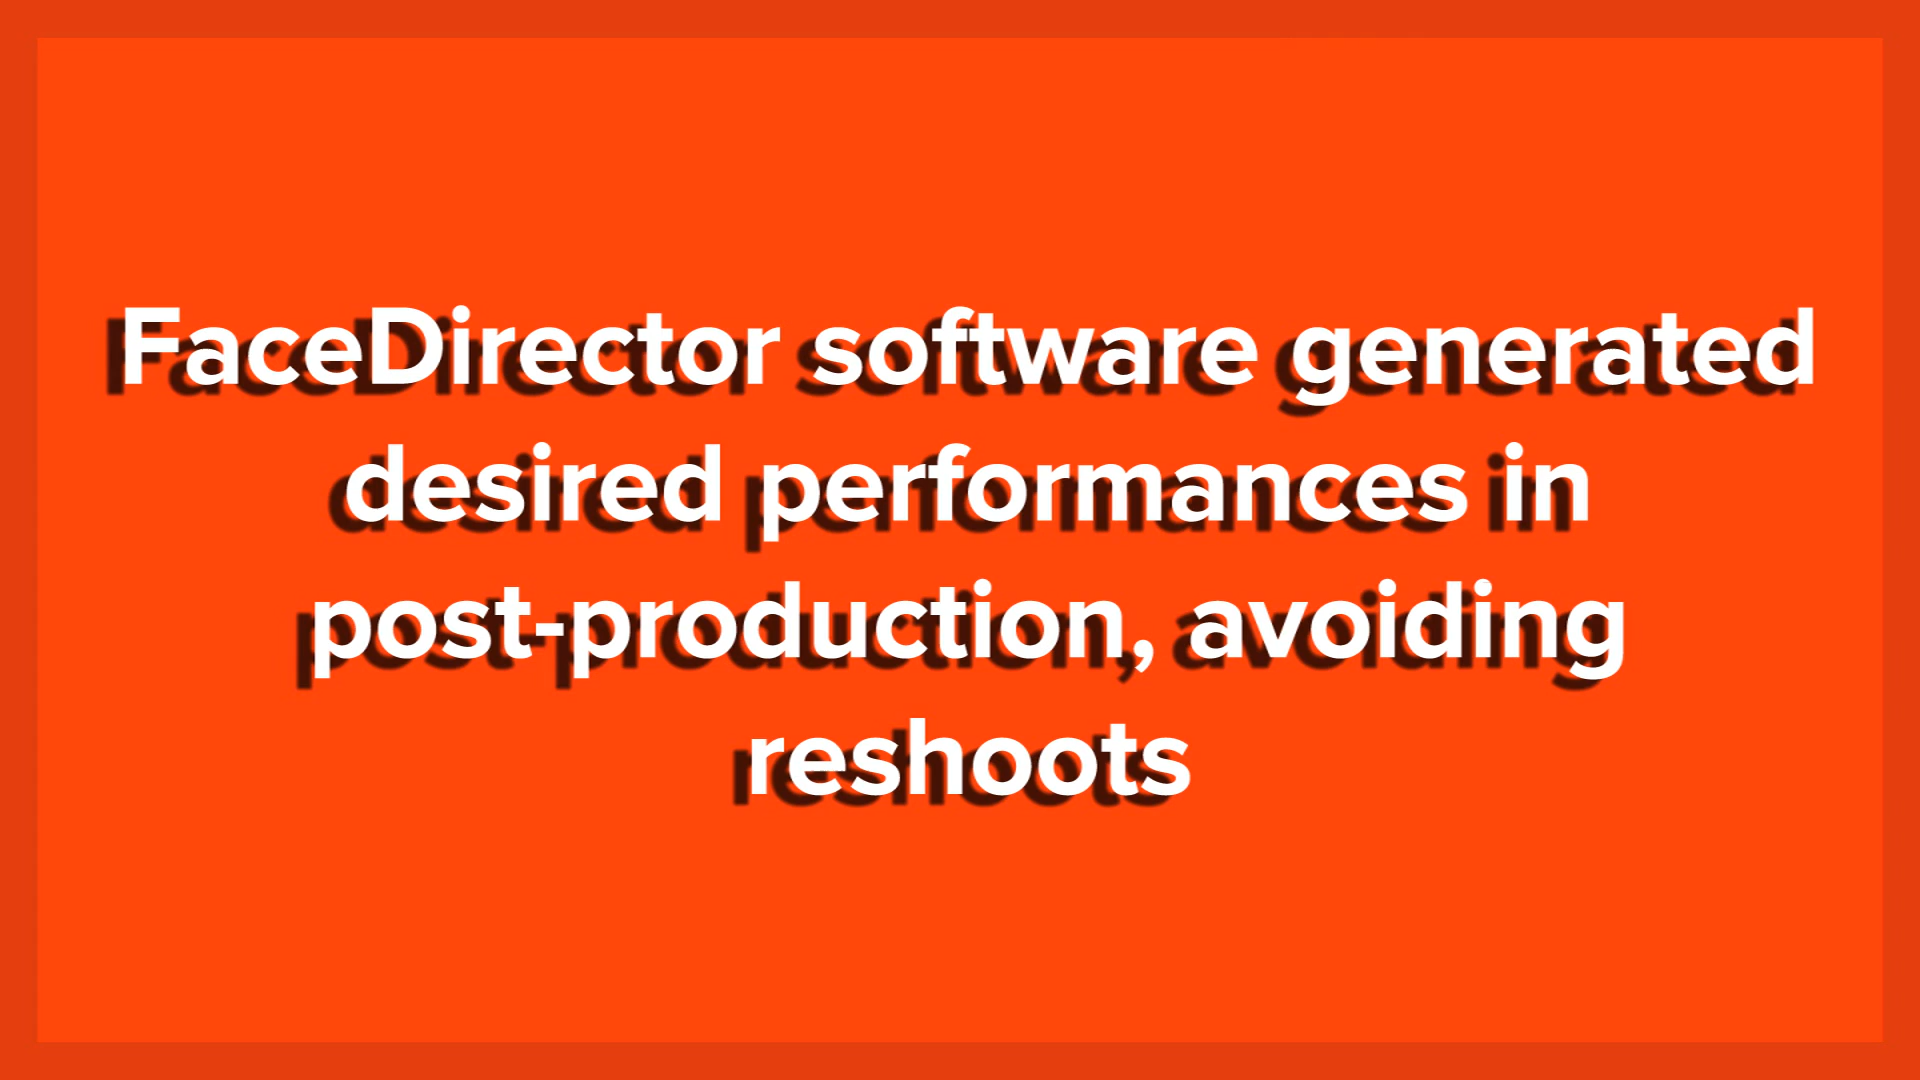 FaceDirector software generated
desired performances in
post-production, avoiding
reshoots